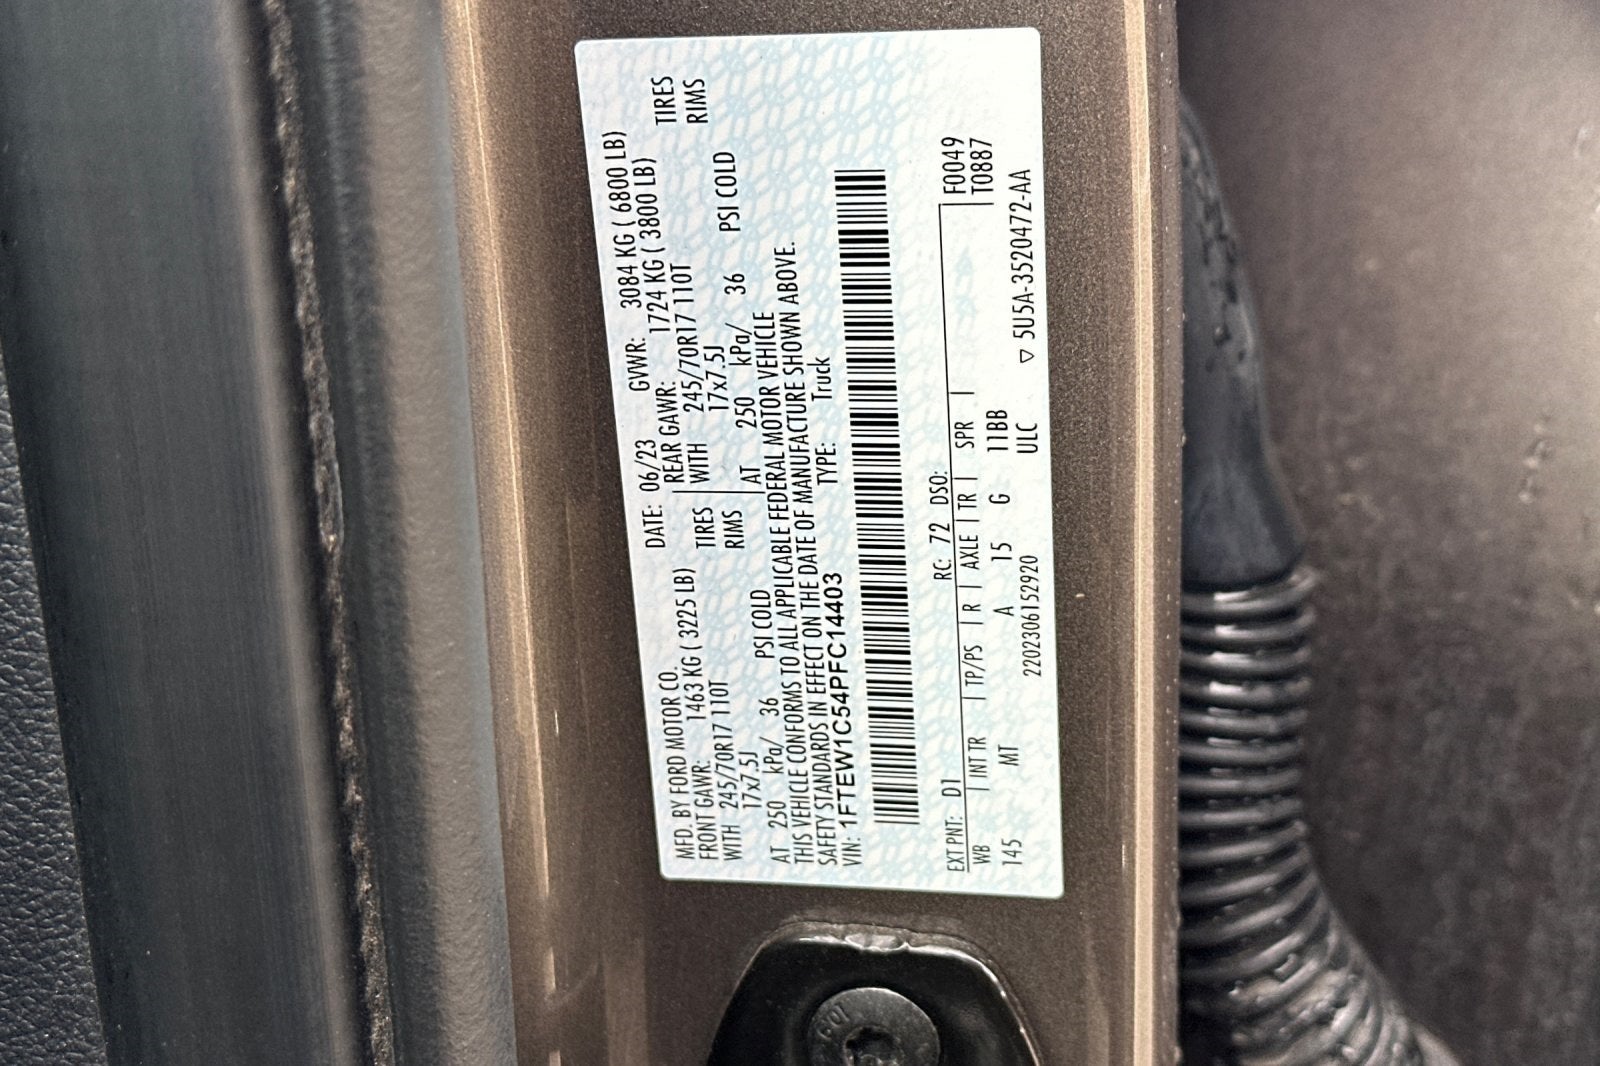 MFD. BY FORD MOTOR CO.
DATE: 06/23 GVWR: 3084 KG ( 6800 LB)
FRONT GAWR: 1463 KG ( 3225 LB) REAR GAWR: 1724 KG ( 3800 LB)
WITH 245/70R17 110T TIRES WITH 245/70R17 110T TIRES
17x7.5J RIMS 17x7.5J RIMS
AT 250 kPa/ 36 PSI COLD AT 250 kPa/ 36 PSI COLD
THIS VEHICLE CONFORMS TO ALL APPLICABLE FEDERAL MOTOR VEHICLE
SAFETY STANDARDS IN EFFECT ON THE DATE OF MANUFACTURE SHOWN ABOVE.
VIN: 1FTEW1C54PFC14403 TYPE: Truck
F0049
EXT PNT: D1 RC: 72 DSO: T0887
WB INT TR TP/PS R AXLE TR SPR
145 MT A 15 G 11BB
2202306152920 ULC ▽ 5U5A-3520472-AA